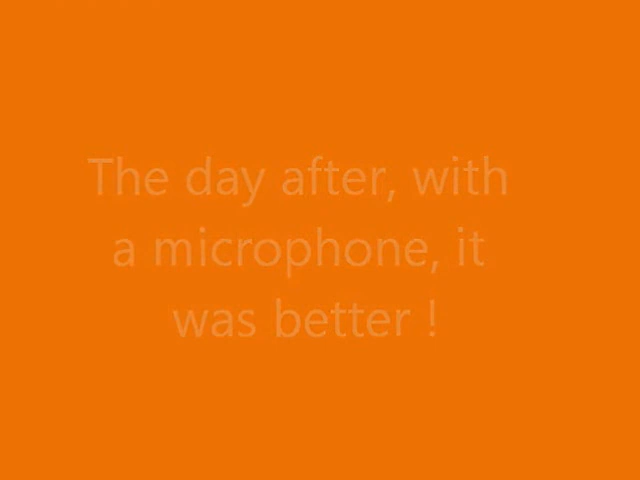 The day after, with
a microphone, it
was better !